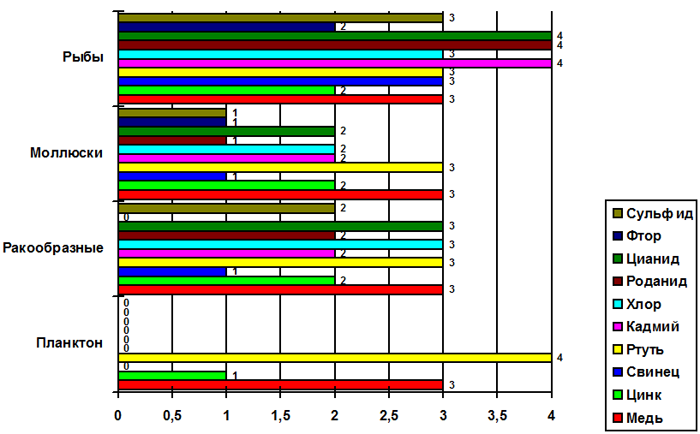 3
2
4
4
3
4
3
3
2
3
Рыбы
1
1
2
1
2
2
3
1
2
3
Моллюски
2
0
3
2
3
2
3
1
2
3
Ракообразные
0
0
0
0
0
0
4
0
1
3
Планктон
0 0,5 1 1,5 2 2,5 3 3,5 4
Сульфид
Фтор
Цианид
Роданид
Хлор
Кадмий
Ртуть
Свинец
Цинк
Медь